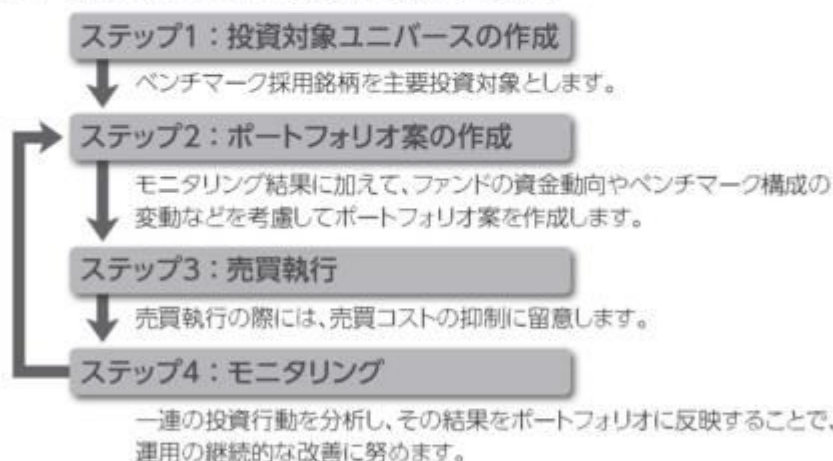 ステップ1：投資対象ユニバースの作成
ベンチマーク採用銘柄を主要投資対象とします。
ステップ2：ポートフォリオ案の作成
モニタリング結果に加えて、ファンドの資金動向やベンチマーク構成の
変動などを考慮してポートフォリオ案を作成します。
ステップ3：売買執行
売買執行の際には、売買コストの抑制に留意します。
ステップ4：モニタリング
一連の投資行動を分析し、その結果をポートフォリオに反映することで、
運用の継続的な改善に努めます。